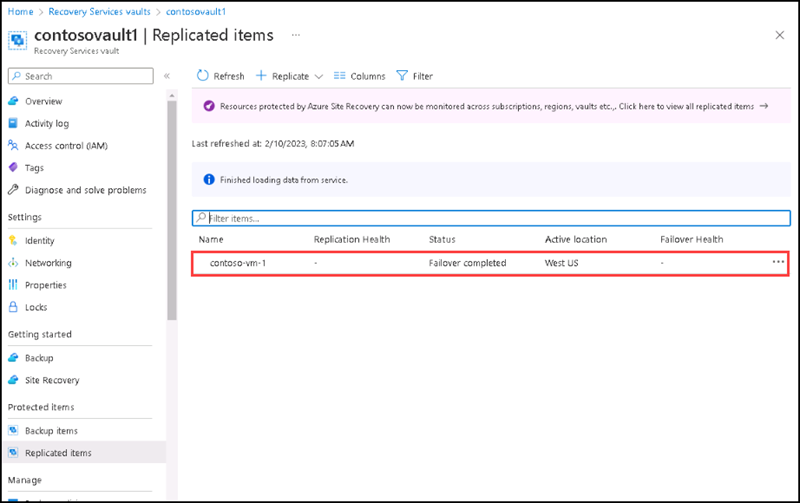 Home > Recovery Services vaults > contosovault1
contosovault1 | Replicated items ...
Recovery Services vault
Search
«
Refresh
Replicate
Columns
Filter
Overview
Activity log
Access control (IAM)
Tags
Diagnose and solve problems
Settings
Identity
Networking
Properties
Locks
Getting started
Backup
Site Recovery
Protected items
Backup items
Replicated items
Manage
Resources protected by Azure Site Recovery can now be monitored across subscriptions, regions, vaults etc.,. Click here to view all replicated items →
Last refreshed at: 2/10/2023, 8:07:05 AM
Finished loading data from service.
Filter items...
Name Replication Health Status Active location Failover Health
contoso-vm-1 - Failover completed West US - ...